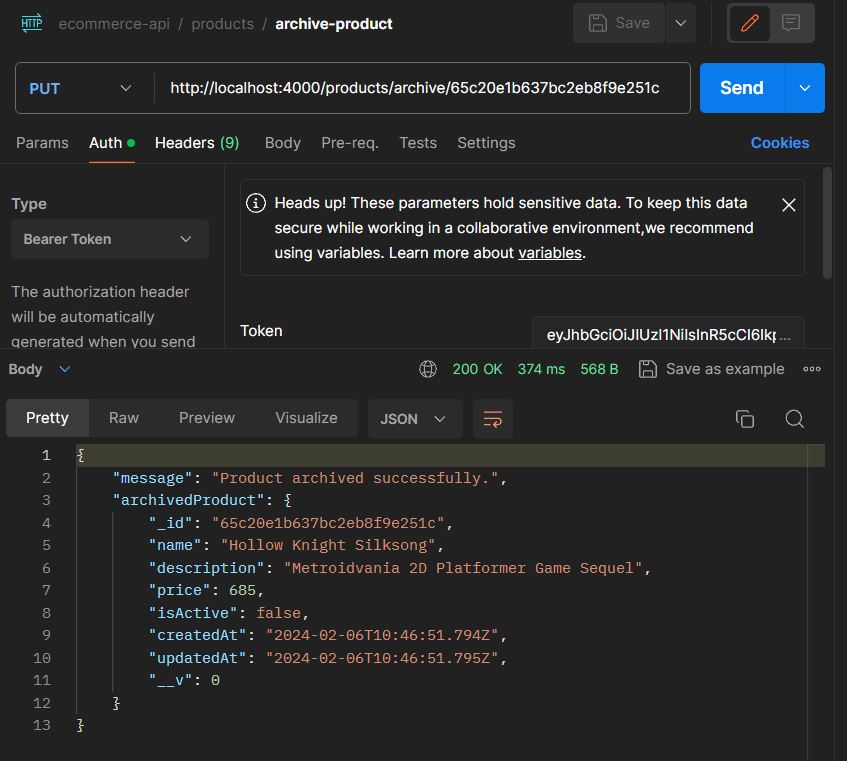 HTTP ecommerce-api / products / archive-product Save
PUT http://localhost:4000/products/archive/65c20e1b637bc2eb8f9e251c Send
Params Auth Headers (9) Body Pre-req. Tests Settings Cookies
Type
Bearer Token
The authorization header
will be automatically
generated when you send
Heads up! These parameters hold sensitive data. To keep this data
secure while working in a collaborative environment,we recommend
using variables. Learn more about variables.
Token eyJhbGciOiJIUzI1NiIsInR5cCI6Ikp...
Body 200 OK 374 ms 568 B Save as example
Pretty Raw Preview Visualize JSON
1 {
2 "message": "Product archived successfully.",
3 "archivedProduct": {
4 "_id": "65c20e1b637bc2eb8f9e251c",
5 "name": "Hollow Knight Silksong",
6 "description": "Metroidvania 2D Platformer Game Sequel",
7 "price": 685,
8 "isActive": false,
9 "createdAt": "2024-02-06T10:46:51.794Z",
10 "updatedAt": "2024-02-06T10:46:51.795Z",
11 "__v": 0
12 }
13 }